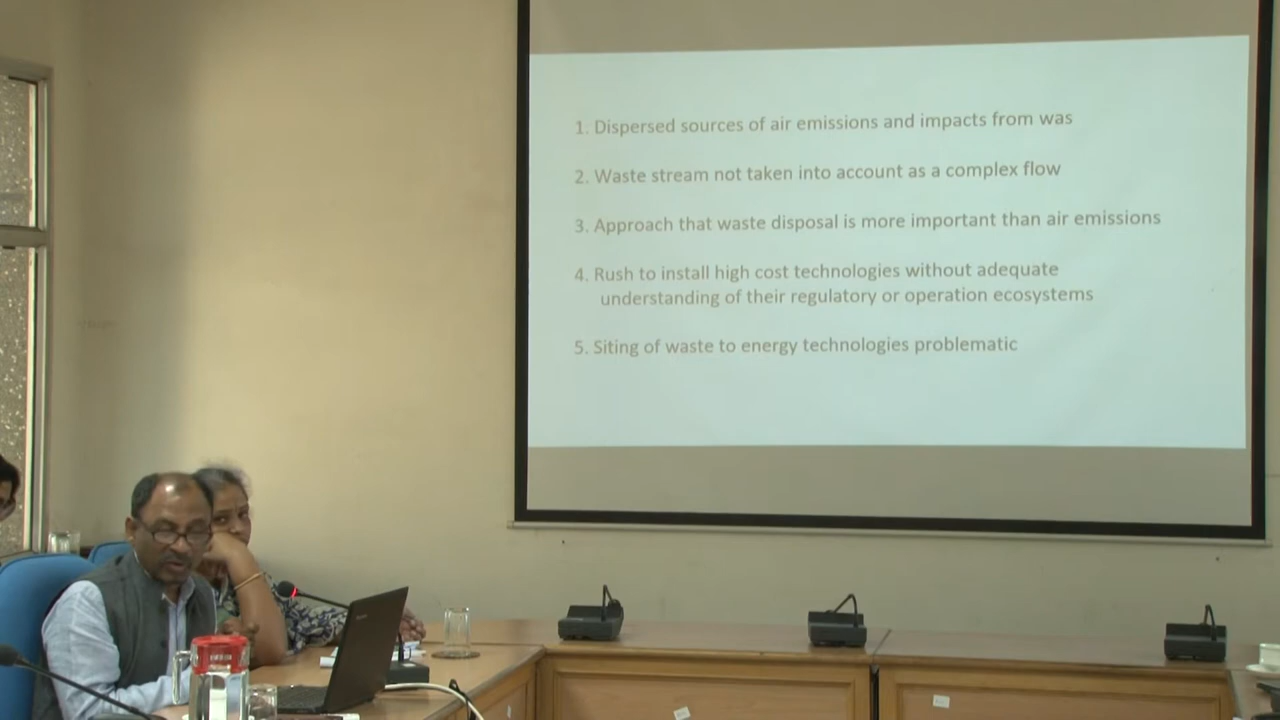 1. Dispersed sources of air emissions and impacts from was
2. Waste stream not taken into account as a complex flow
3. Approach that waste disposal is more important than air emissions
4. Rush to install high cost technologies without adequate
understanding of their regulatory or operation ecosystems
5. Siting of waste to energy technologies problematic